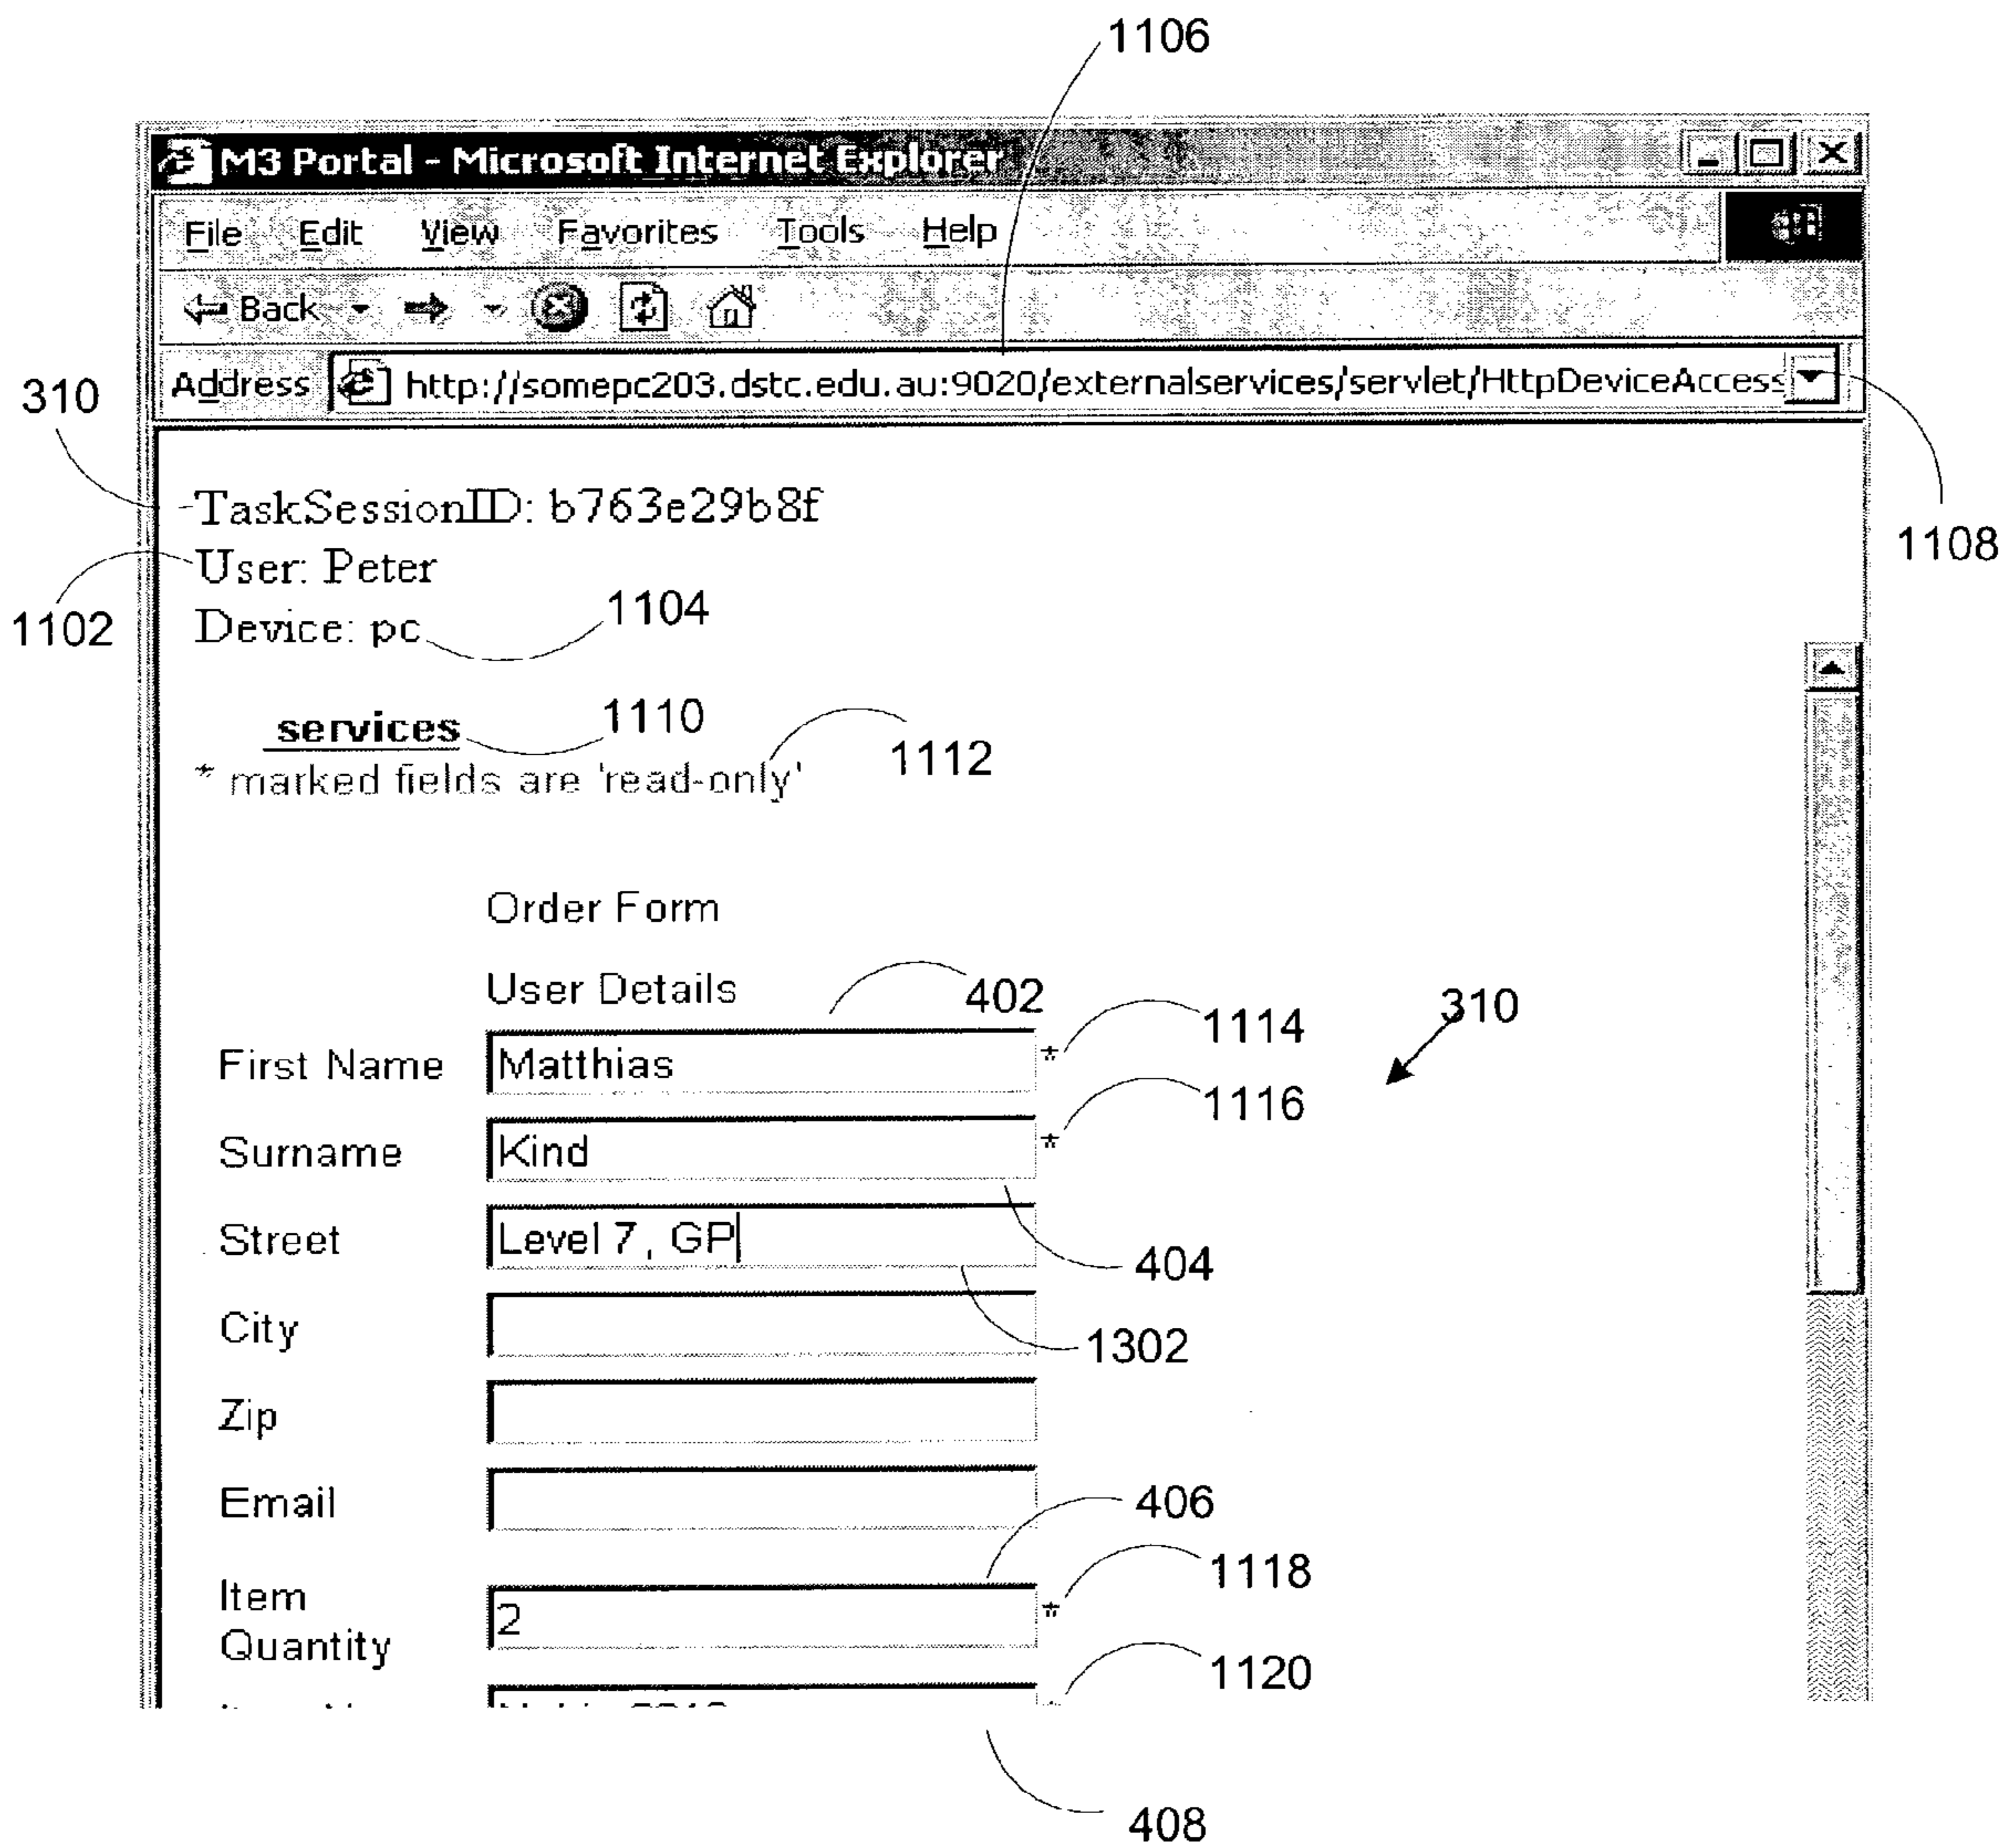 1106
M3 Portal - Microsoft Internet Explorer
File Edit View Favorites Tools Help
Back
Address http://somepc203.dstc.edu.au:9020/externalservices/servlet/HttpDeviceAccess
310
1108
TaskSessionID: b763e29b8f
User: Peter
1102
Device: pc 1104
services 1110
1112
* marked fields are 'read-only'
Order Form
User Details 402
310
First Name Matthias * 1114
1116
Surname Kind *
Street Level 7, GP
404
City
1302
Zip
Email
406
1118
Item
Quantity 2 *
1120
408